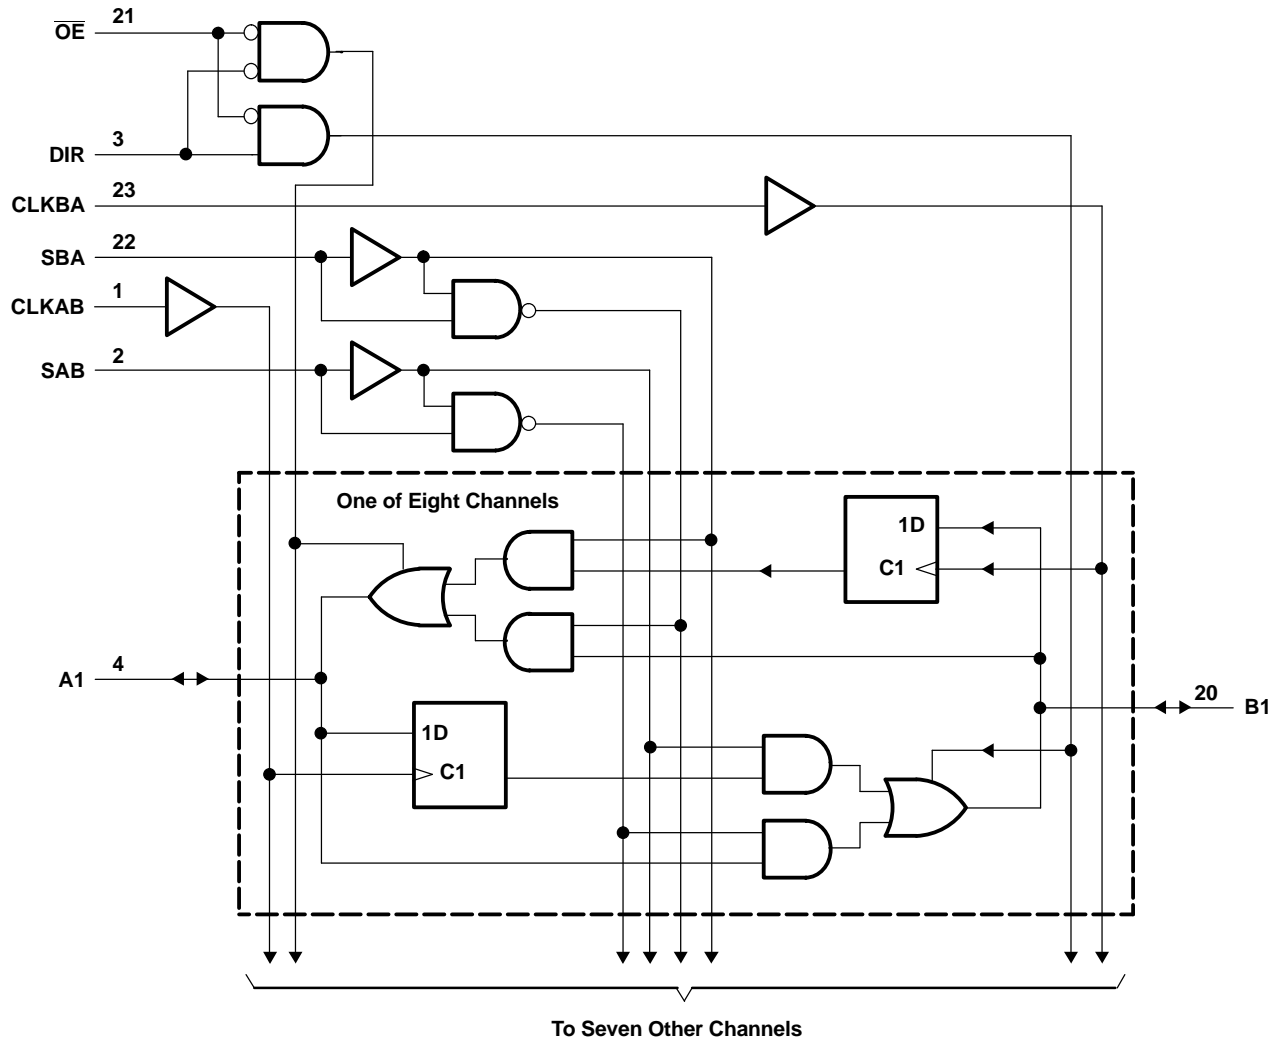 OE 21
DIR 3
CLKBA 23
SBA 22
CLKAB 1
SAB 2
One of Eight Channels
1D
C1
A1 4
20 B1
1D
C1
To Seven Other Channels